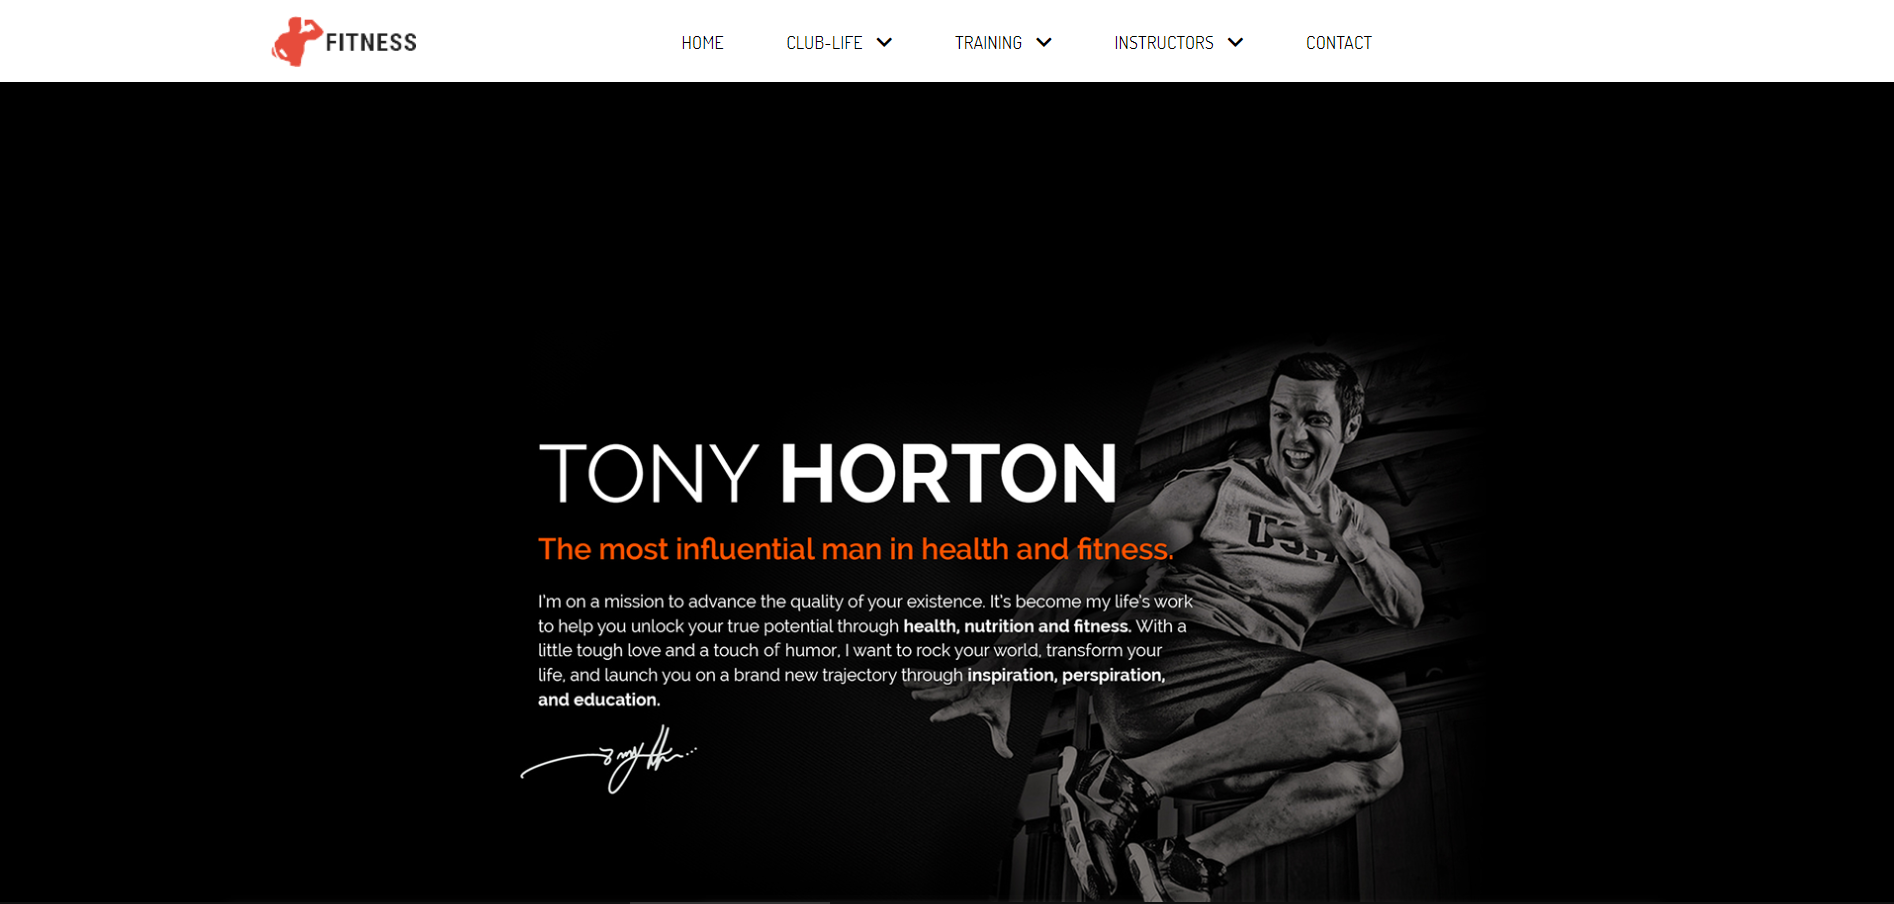 FITNESS
HOME
CLUB-LIFE
TRAINING
INSTRUCTORS
CONTACT
TONY HORTON
The most influential man in health and fitness.
I'm on a mission to advance the quality of your existence. It's become my life's work
to help you unlock your true potential through health, nutrition and fitness. With a
little tough love and a touch of humor, I want to rock your world, transform your
life, and launch you on a brand new trajectory through inspiration, perspiration,
and education.
USA